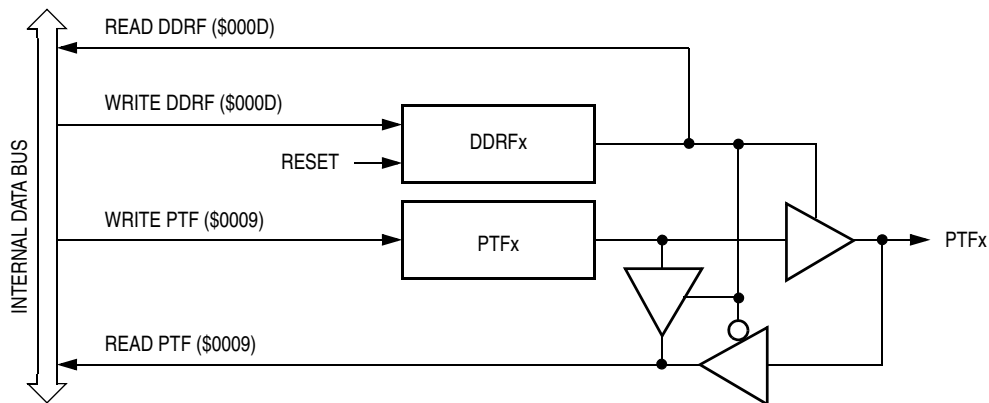 READ DDRF ($000D)
WRITE DDRF ($000D)
DDRFx
RESET
WRITE PTF ($0009)
PTFx
PTFx
INTERNAL DATA BUS
READ PTF ($0009)